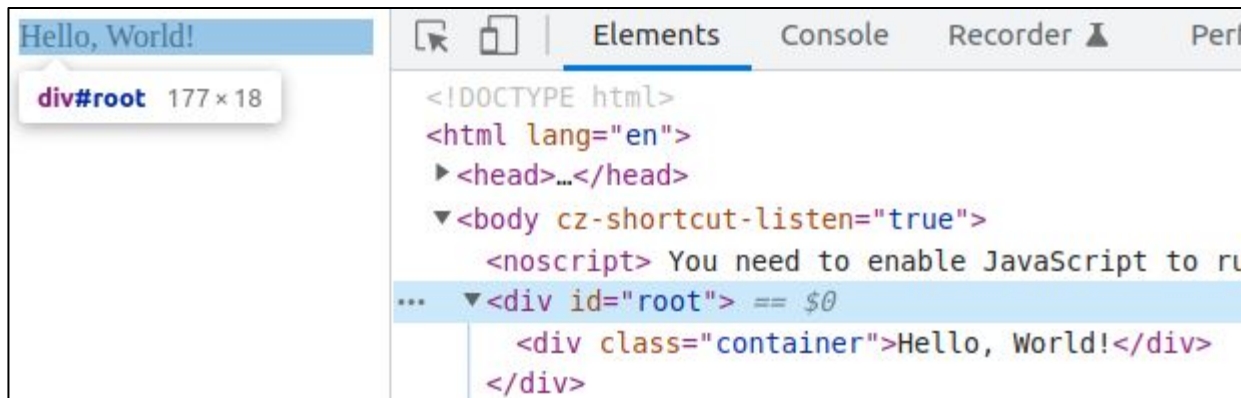 Hello, World!
div#root 177 × 18
Elements Console Recorder Perf
<!DOCTYPE html>
<html lang="en">
<head>…</head>
<body cz-shortcut-listen="true">
<noscript> You need to enable JavaScript to ru
<div id="root"> == $0
<div class="container">Hello, World!</div>
</div>